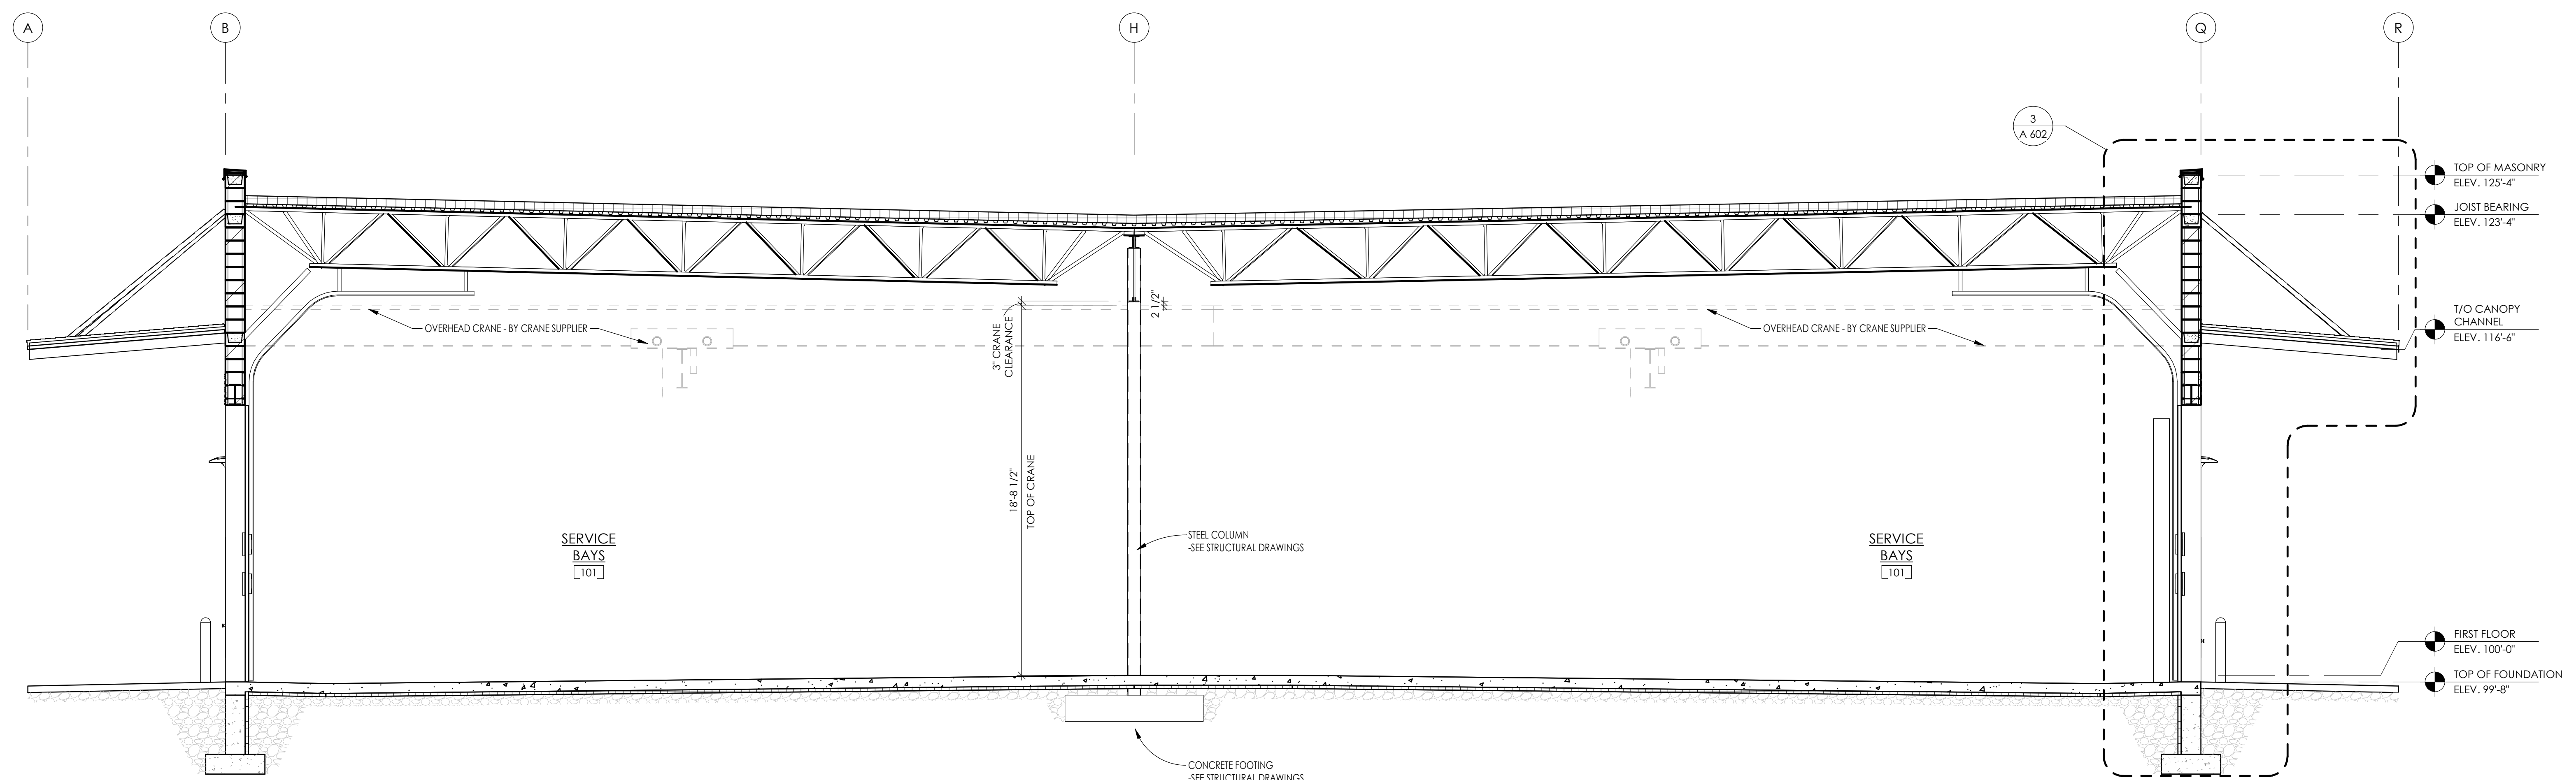 A
B
H
Q
R
3
A 602
TOP OF MASONRY
ELEV. 125'-4"
JOIST BEARING
ELEV. 123'-4"
OVERHEAD CRANE - BY CRANE SUPPLIER
3" CRANE
CLEARANCE
2 1/2"
OVERHEAD CRANE - BY CRANE SUPPLIER
T/O CANOPY
CHANNEL
ELEV. 116'-6"
18'-8 1/2"
TOP OF CRANE
SERVICE
BAYS
101
STEEL COLUMN
-SEE STRUCTURAL DRAWINGS
SERVICE
BAYS
101
FIRST FLOOR
ELEV. 100'-0"
TOP OF FOUNDATION
ELEV. 99'-8"
CONCRETE FOOTING
-SEE STRUCTURAL DRAWINGS